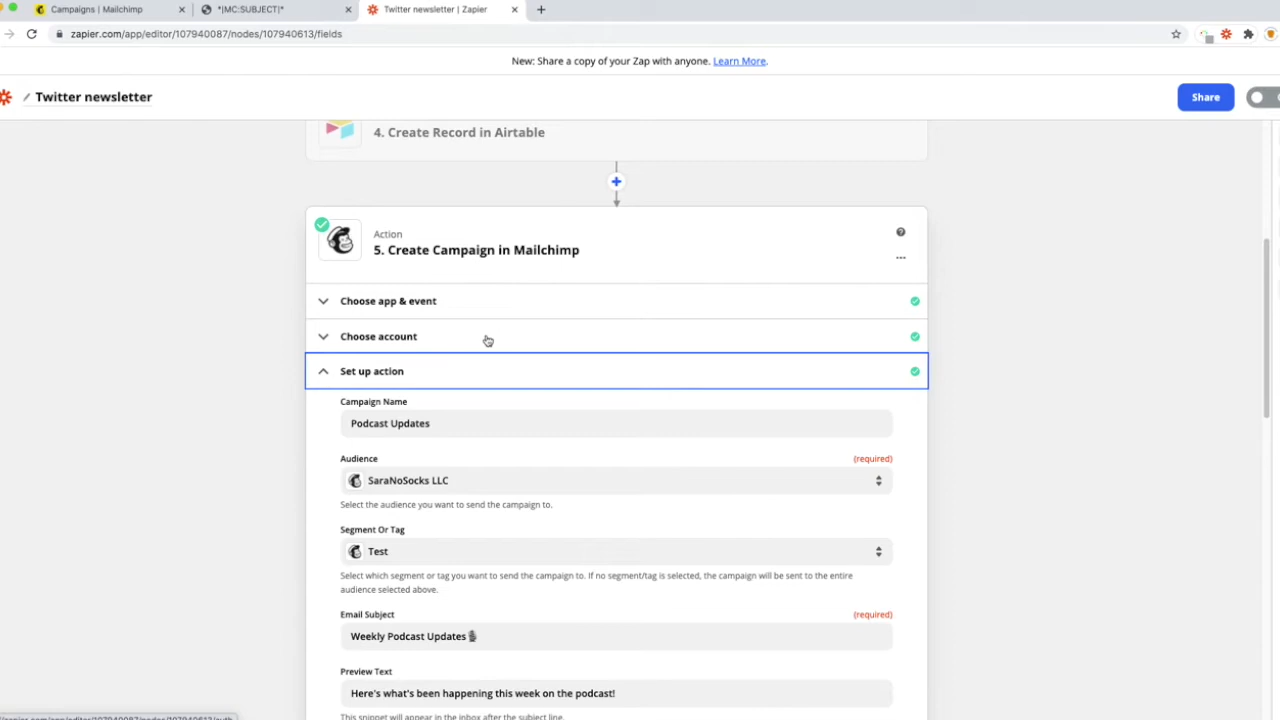 Campaigns | Mailchimp
*|MC:SUBJECT|*
Twitter newsletter | Zapier
zapier.com/app/editor/107940087/nodes/107940613/fields
New: Share a copy of your Zap with anyone. Learn More.
Twitter newsletter
Share
4. Create Record in Airtable
Action
5. Create Campaign in Mailchimp
Choose app & event
Choose account
Set up action
Campaign Name
Podcast Updates
Audience (required)
SaraNoSocks LLC
Select the audience you want to send the campaign to.
Segment Or Tag
Test
Select which segment or tag you want to send the campaign to. If no segment/tag is selected, the campaign will be sent to the entire
audience selected above.
Email Subject (required)
Weekly Podcast Updates🎙
Preview Text
Here's what's been happening this week on the podcast!
This snippet will appear in the inbox after the subject line.